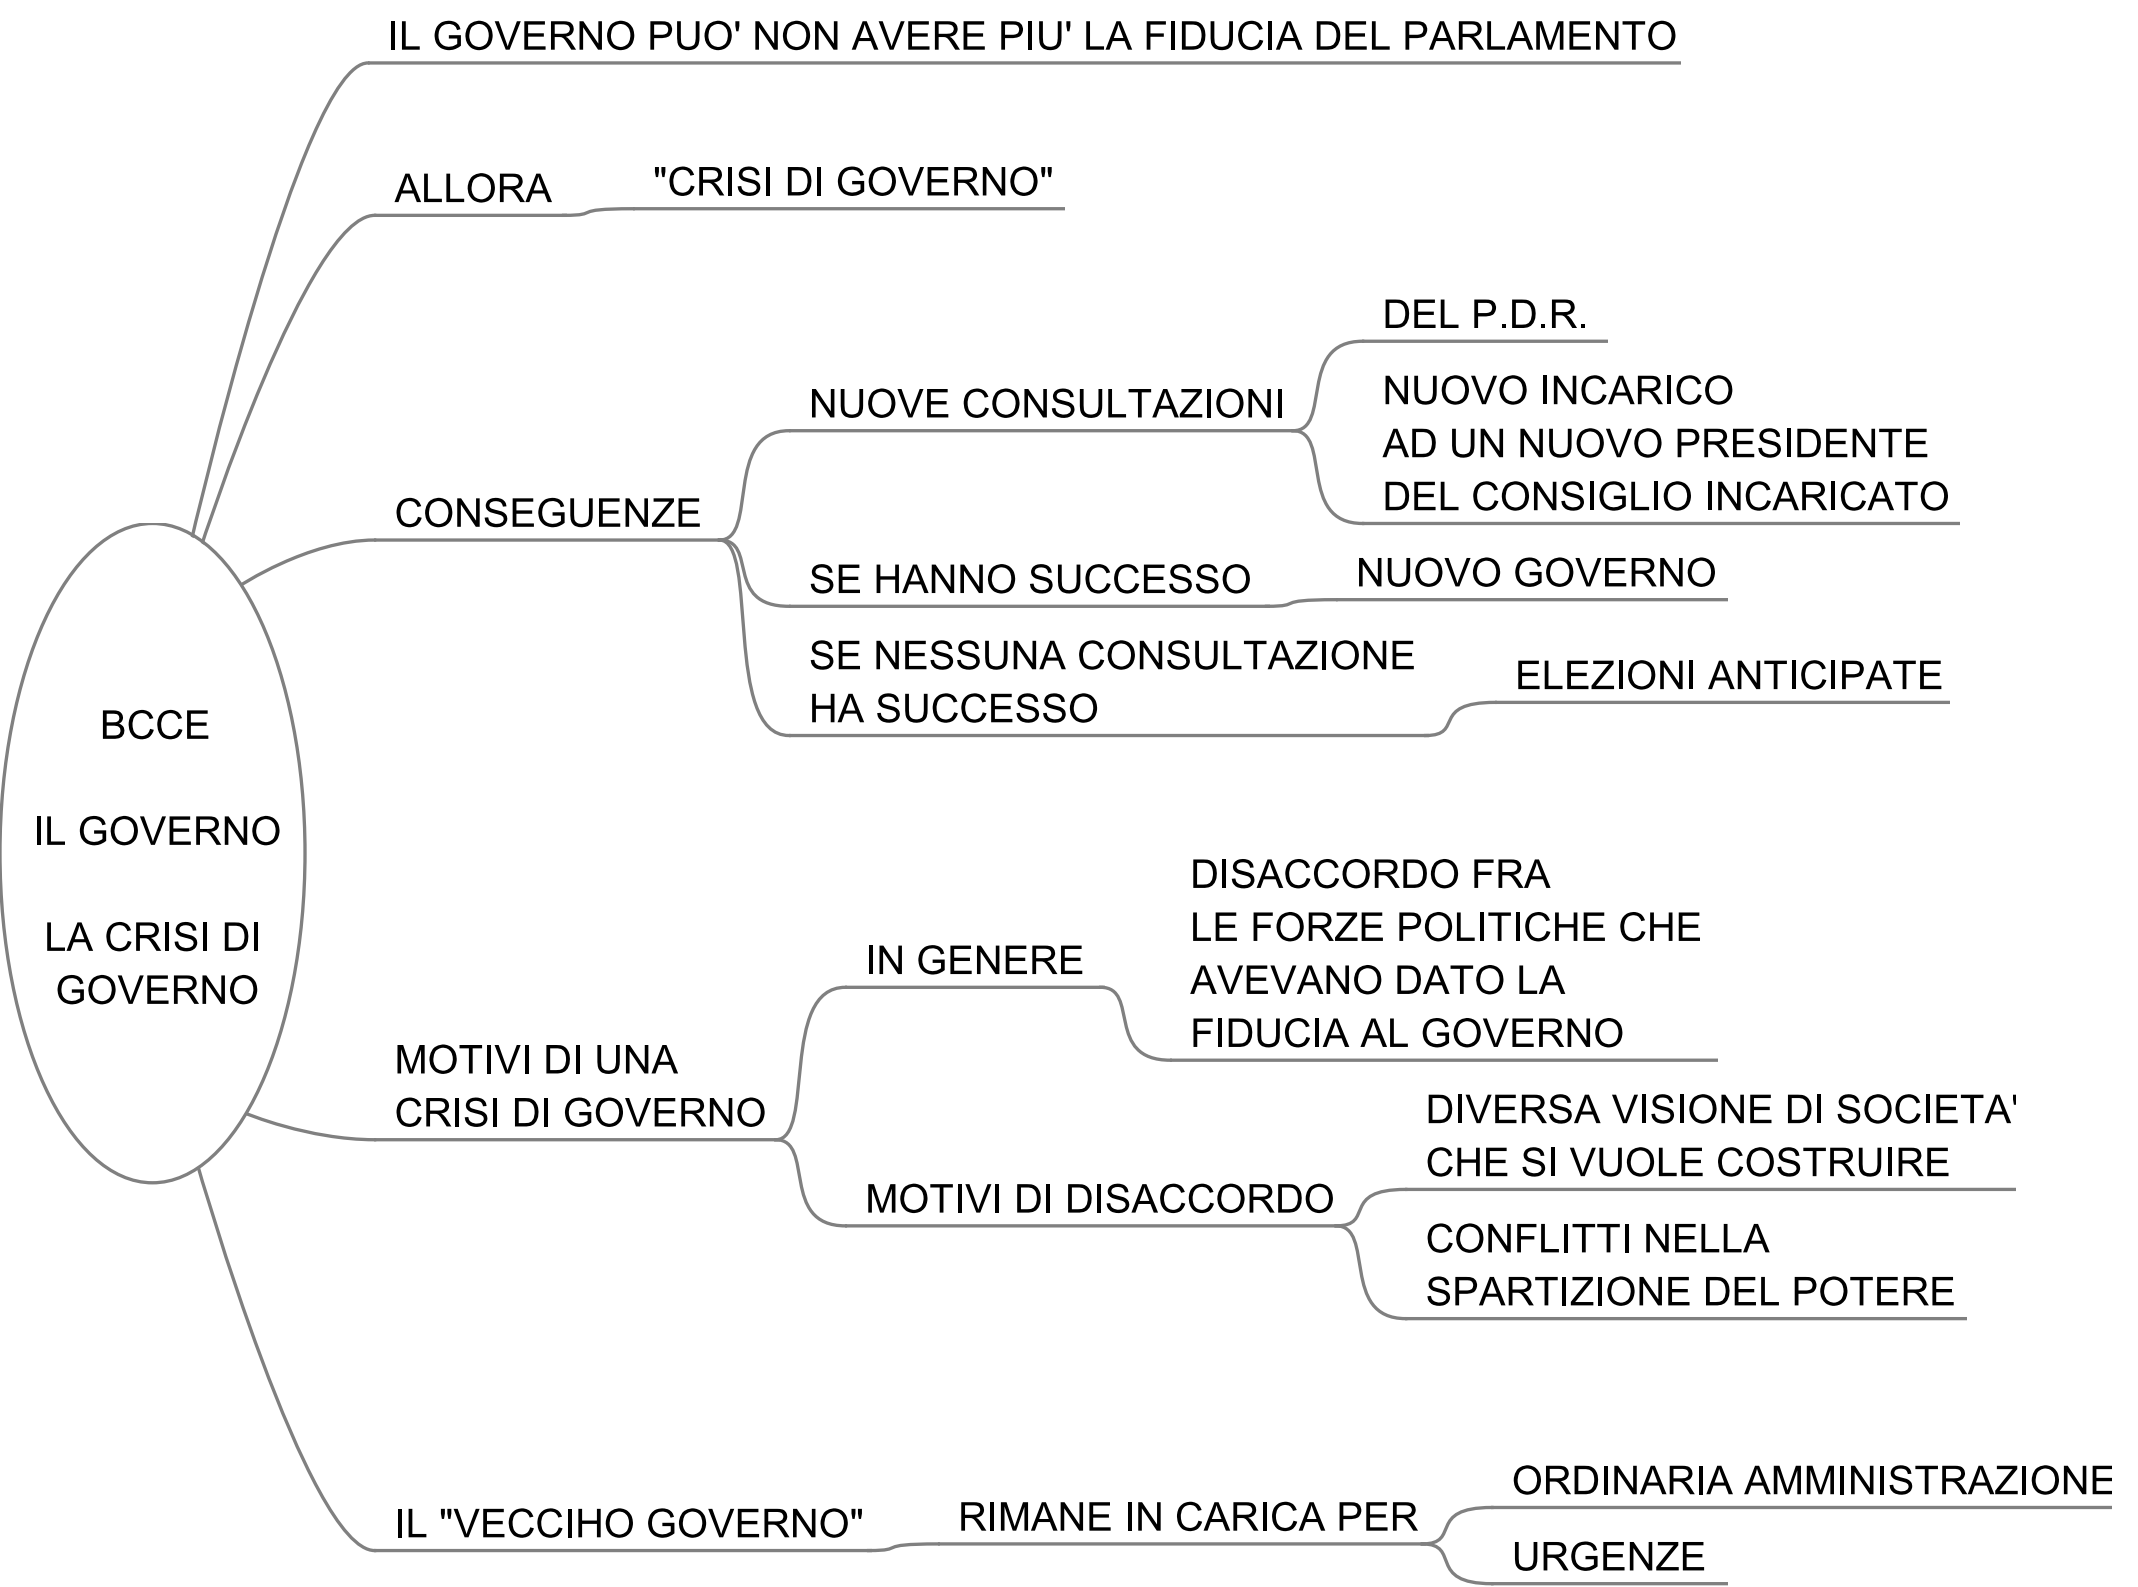 IL GOVERNO PUO' NON AVERE PIU' LA FIDUCIA DEL PARLAMENTO
ALLORA
"CRISI DI GOVERNO"
DEL P.D.R.
NUOVE CONSULTAZIONI
NUOVO INCARICO
AD UN NUOVO PRESIDENTE
DEL CONSIGLIO INCARICATO
CONSEGUENZE
SE HANNO SUCCESSO
NUOVO GOVERNO
SE NESSUNA CONSULTAZIONE
HA SUCCESSO
ELEZIONI ANTICIPATE
BCCE
IL GOVERNO
LA CRISI DI
GOVERNO
MOTIVI DI UNA
CRISI DI GOVERNO
IN GENERE
DISACCORDO FRA
LE FORZE POLITICHE CHE
AVEVANO DATO LA
FIDUCIA AL GOVERNO
MOTIVI DI DISACCORDO
DIVERSA VISIONE DI SOCIETA'
CHE SI VUOLE COSTRUIRE
CONFLITTI NELLA
SPARTIZIONE DEL POTERE
IL "VECCIHO GOVERNO"
RIMANE IN CARICA PER
ORDINARIA AMMINISTRAZIONE
URGENZE